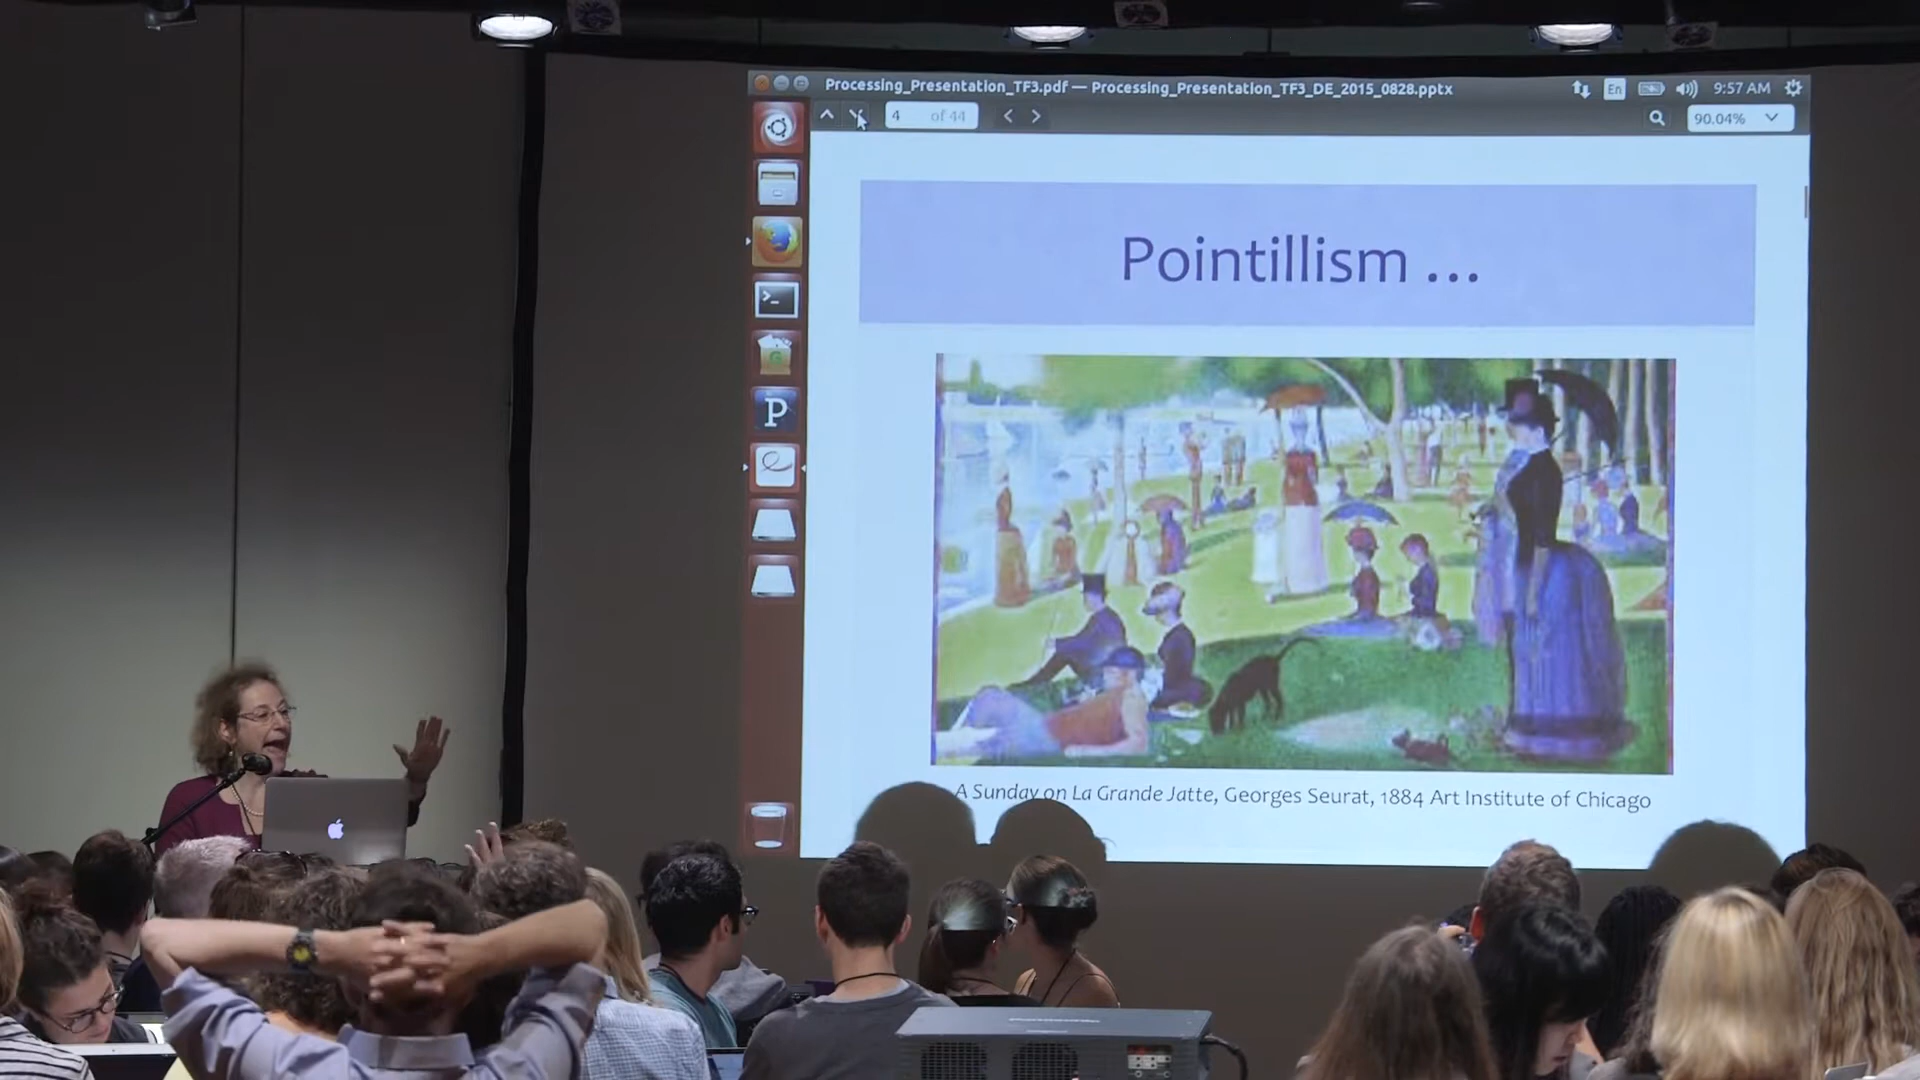 Processing_Presentation_TF3.pdf — Processing_Presentation_TF3_DE_2015_0828.pptx
En
9:57 AM
4 of 44
90.04%
Pointillism ...
A Sunday on La Grande Jatte, Georges Seurat, 1884 Art Institute of Chicago
>_
G
P